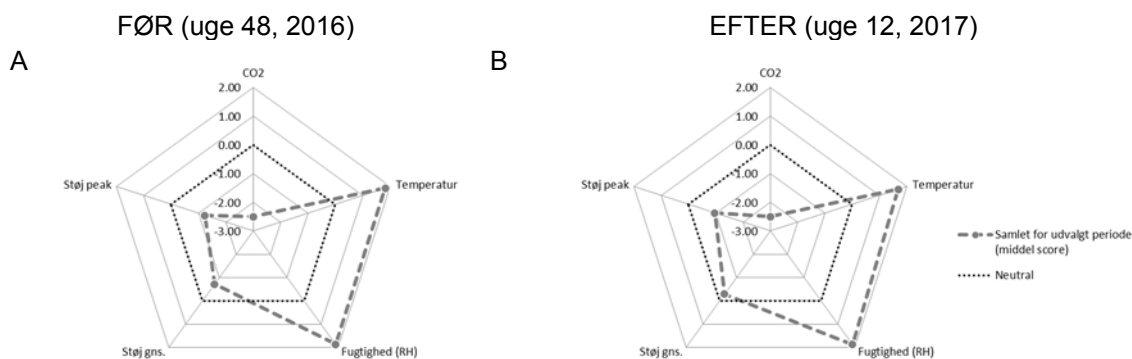 FØR (uge 48, 2016)
EFTER (uge 12, 2017)
A
B
CO2
2.00
1.00
0.00
-1.00
-2.00
-3.00
Støj peak
Temperatur
Støj gns.
Fugtighed (RH)
CO2
2.00
1.00
0.00
-1.00
-2.00
-3.00
Støj peak
Temperatur
Støj gns.
Fugtighed (RH)
Samlet for udvalgt periode
(middel score)
Neutral